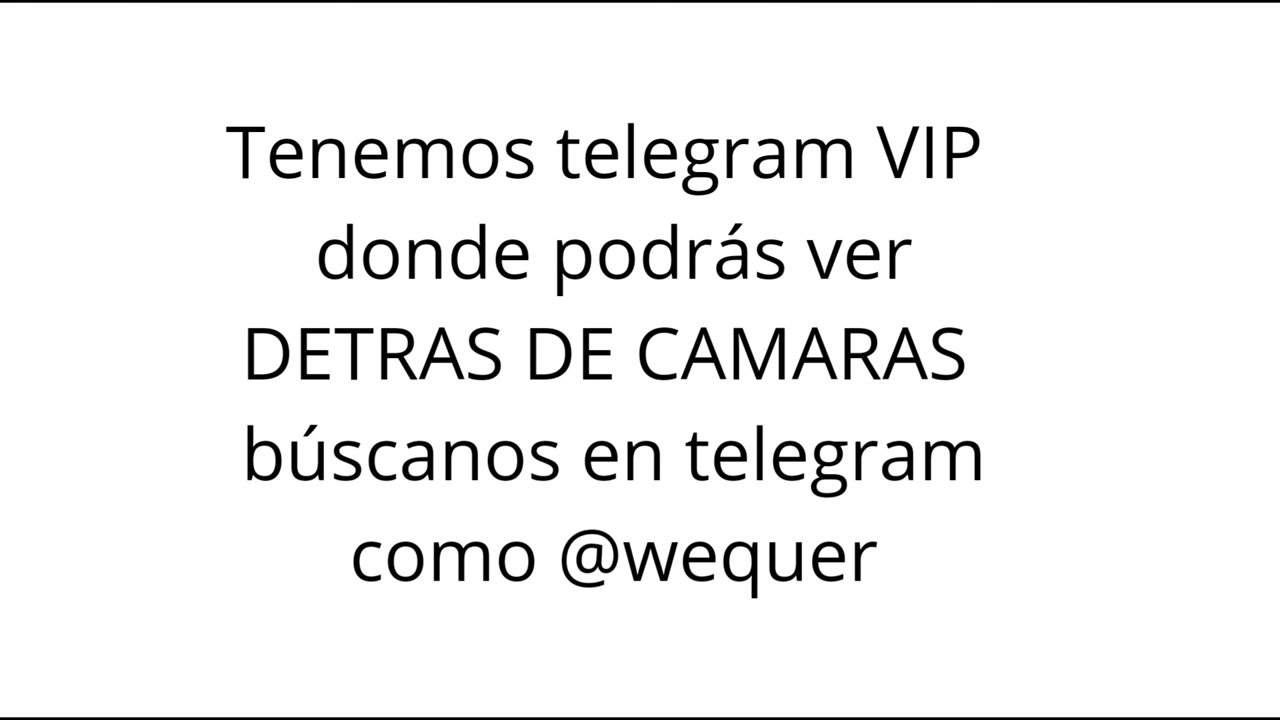 Tenemos telegram VIP
donde podrás ver
DETRAS DE CAMARAS
búscanos en telegram
como @wequer